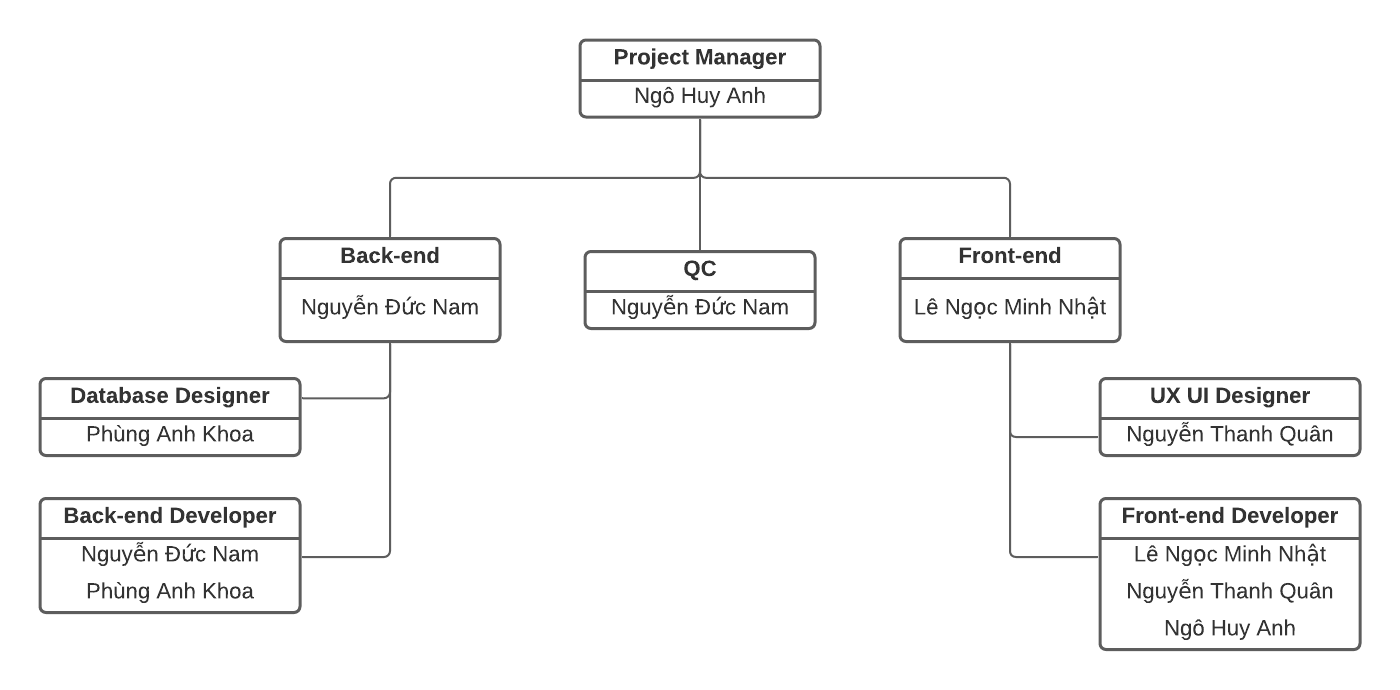 Project Manager
Ngô Huy Anh
Back-end
Nguyễn Đức Nam
QC
Nguyễn Đức Nam
Front-end
Lê Ngọc Minh Nhật
Database Designer
Phùng Anh Khoa
UX UI Designer
Nguyễn Thanh Quân
Back-end Developer
Nguyễn Đức Nam
Phùng Anh Khoa
Front-end Developer
Lê Ngọc Minh Nhật
Nguyễn Thanh Quân
Ngô Huy Anh